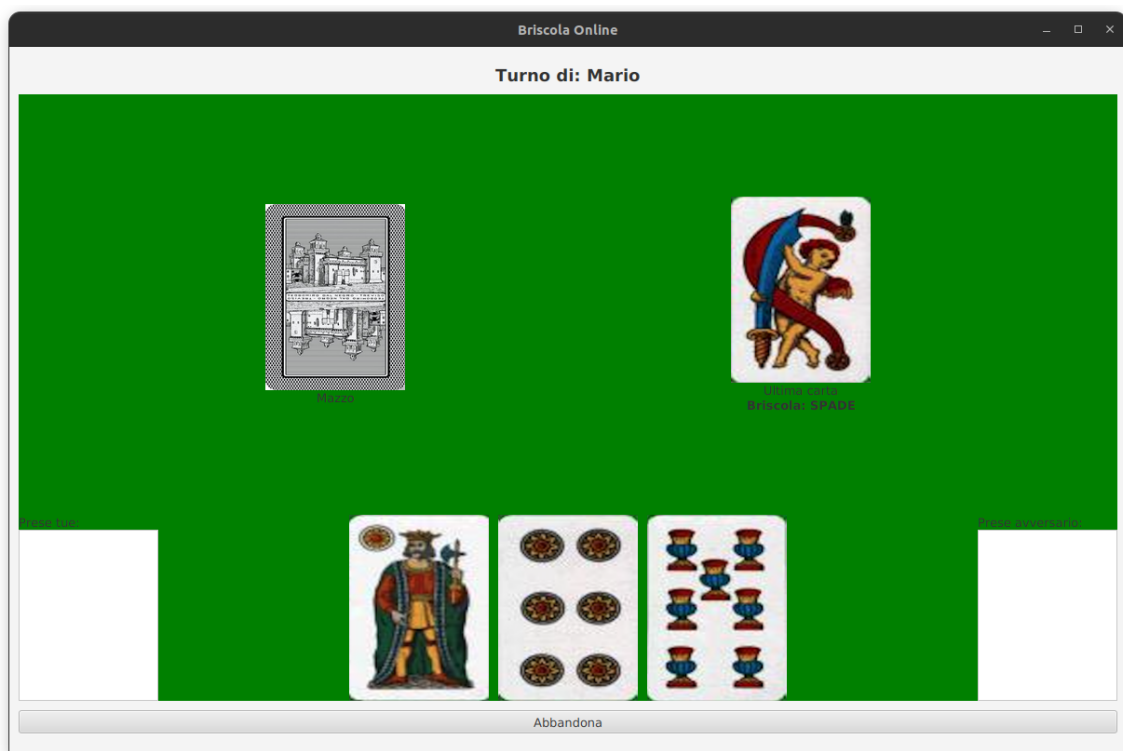 Briscola Online
Turno di: Mario
Mazzo
Ultima carta
Briscola: SPADE
Prese tue:
Prese avversario:
Abbandona